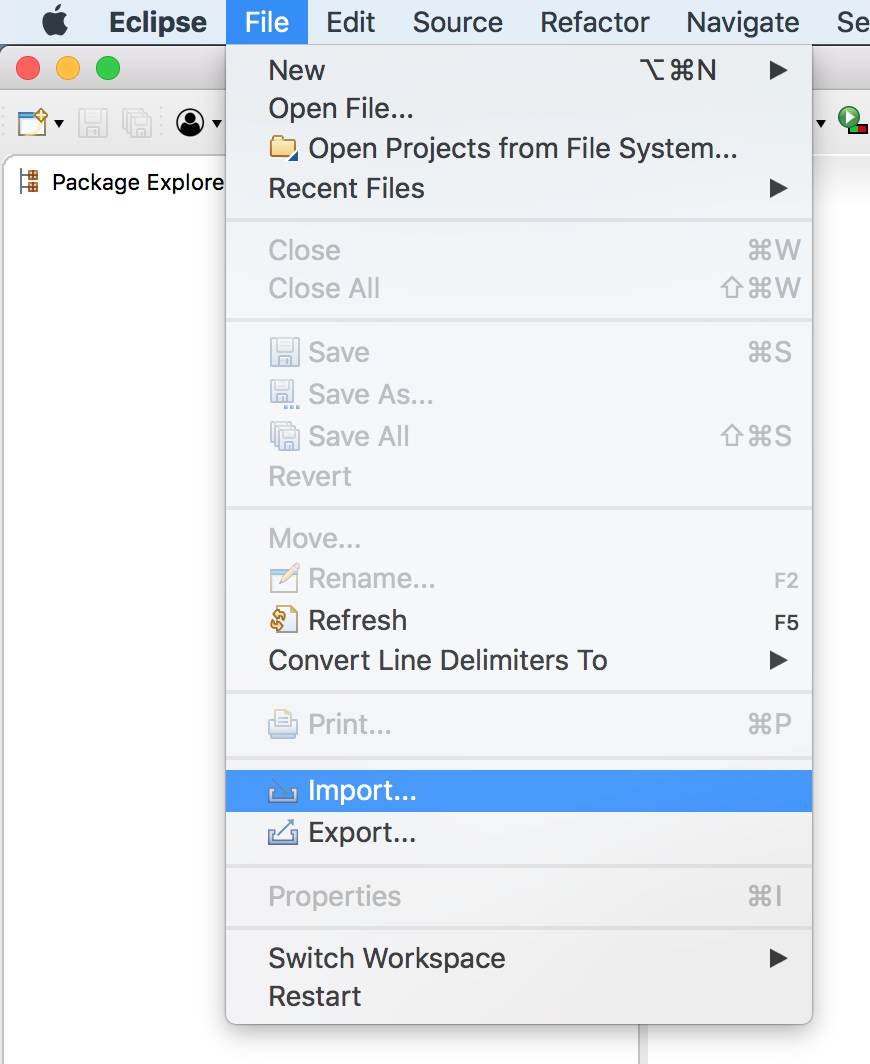 Eclipse File Edit Source Refactor Navigate Se
New ⌥⌘N ▶
Open File...
Open Projects from File System...
Package Explore
Recent Files ▶
Close ⌘W
Close All ⇧⌘W
Save ⌘S
Save As...
Save All ⇧⌘S
Revert
Move...
Rename... F2
Refresh F5
Convert Line Delimiters To ▶
Print... ⌘P
Import...
Export...
Properties ⌘I
Switch Workspace ▶
Restart